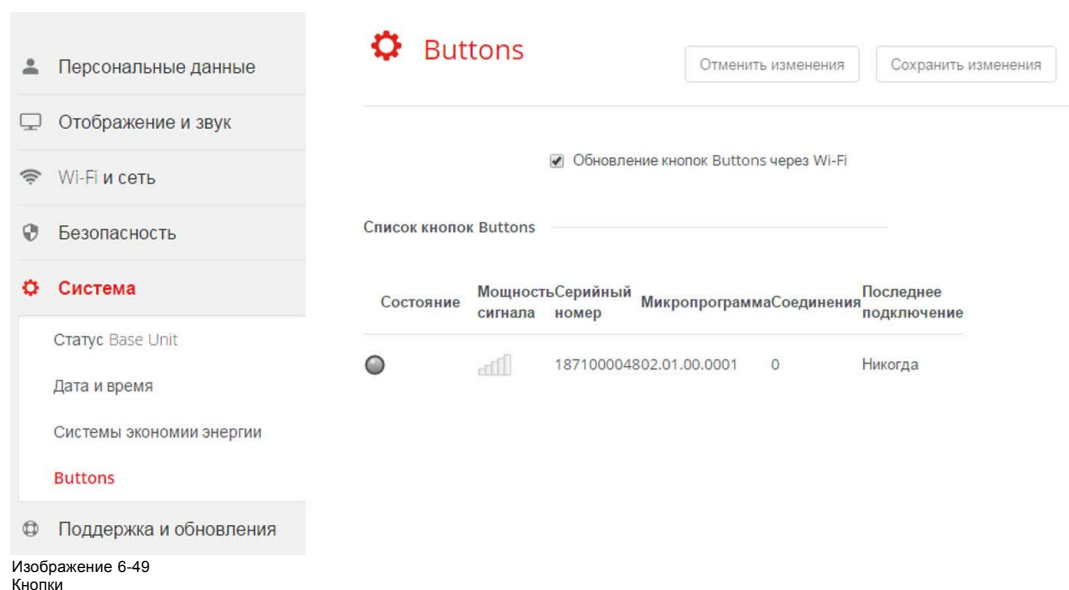 Персональные данные
Отображение и звук
Wi-Fi и сеть
Безопасность
Система
Статус Base Unit
Дата и время
Системы экономии энергии
Buttons
Поддержка и обновления
Buttons
Отменить изменения
Сохранить изменения
Обновление кнопок Buttons через Wi-Fi
Список кнопок Buttons
Состояние
Мощность сигнала
Серийный номер
Микропрограмма
Соединения
Последнее подключение
187100004802.01.00.0001
0
Никогда
Изображение 6-49
Кнопки